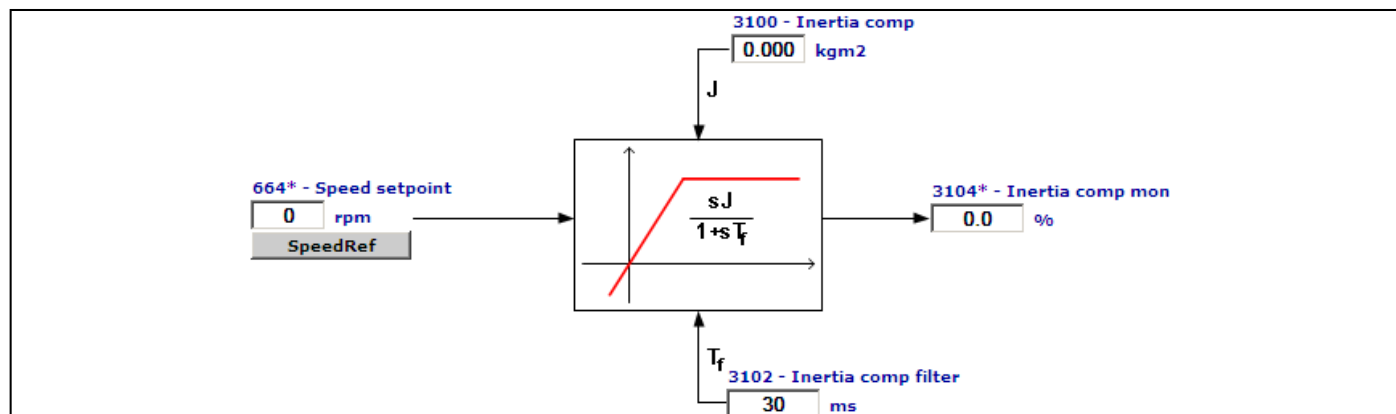 3100 - Inertia comp
0.000 kgm2
J
664* - Speed setpoint
0 rpm
SpeedRef
sJ
1+sTf
3104* - Inertia comp mon
0.0 %
Tf
3102 - Inertia comp filter
30 ms